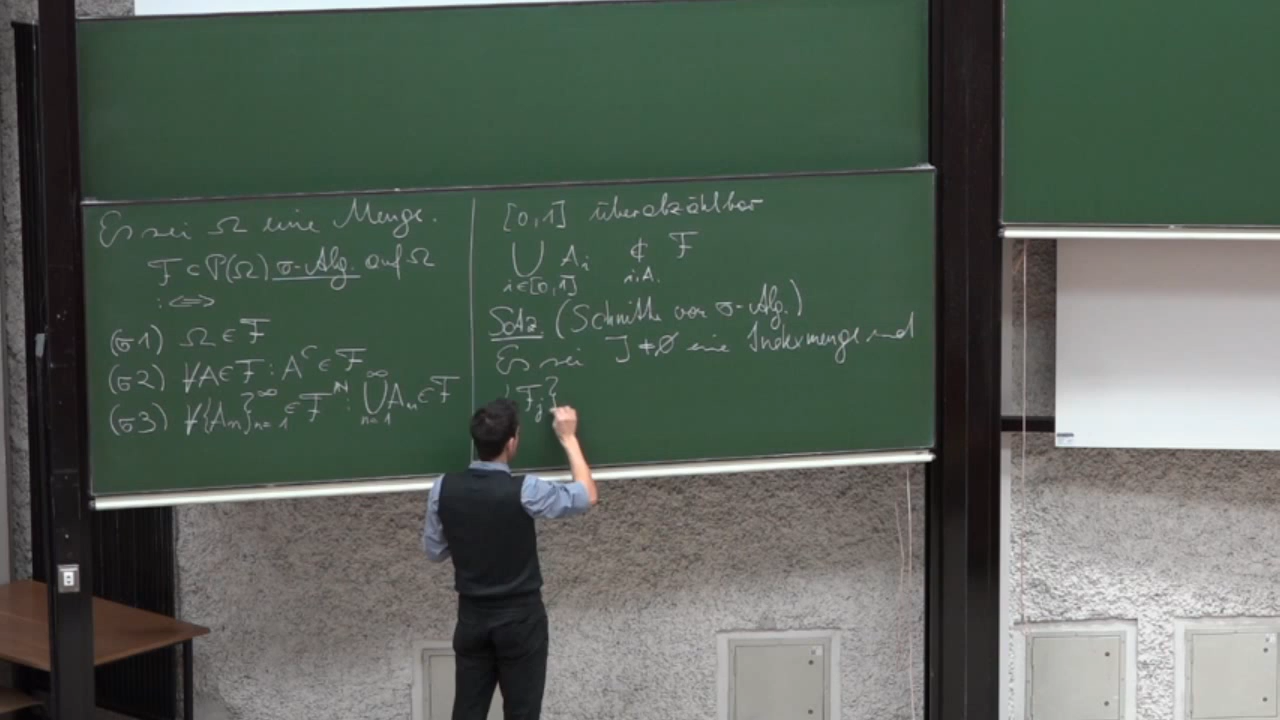 Es sei Ω eine Menge.
F ⊂ P(Ω) σ-Alg. auf Ω
:⟺
(σ1) Ω ∈ F
(σ2) ∀A∈F : A^c ∈ F
(σ3) ∀{A_n}_{n=1}^∞ ∈ F^ℕ : ⋃_{n=1}^∞ A_n ∈ F
[0,1] überabzählbar
⋃_{i∈[0,1]} A_i ∉ F
i.A.
Satz. (Schnitte von σ-Alg.)
Es sei J ≠ ∅ eine Indexmenge und
{F_j}